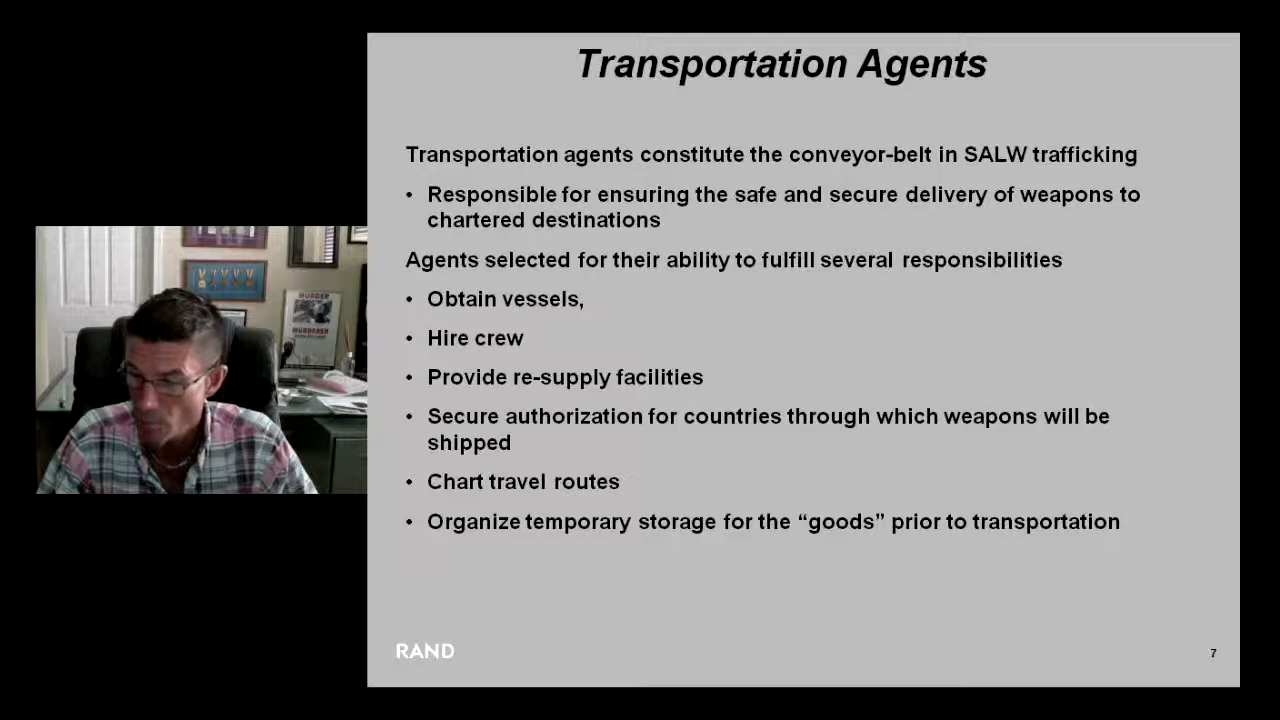 Transportation Agents
Transportation agents constitute the conveyor-belt in SALW trafficking
• Responsible for ensuring the safe and secure delivery of weapons to
chartered destinations
Agents selected for their ability to fulfill several responsibilities
• Obtain vessels,
• Hire crew
• Provide re-supply facilities
• Secure authorization for countries through which weapons will be
shipped
• Chart travel routes
• Organize temporary storage for the “goods” prior to transportation
RAND
7
MURDER
MURDERER